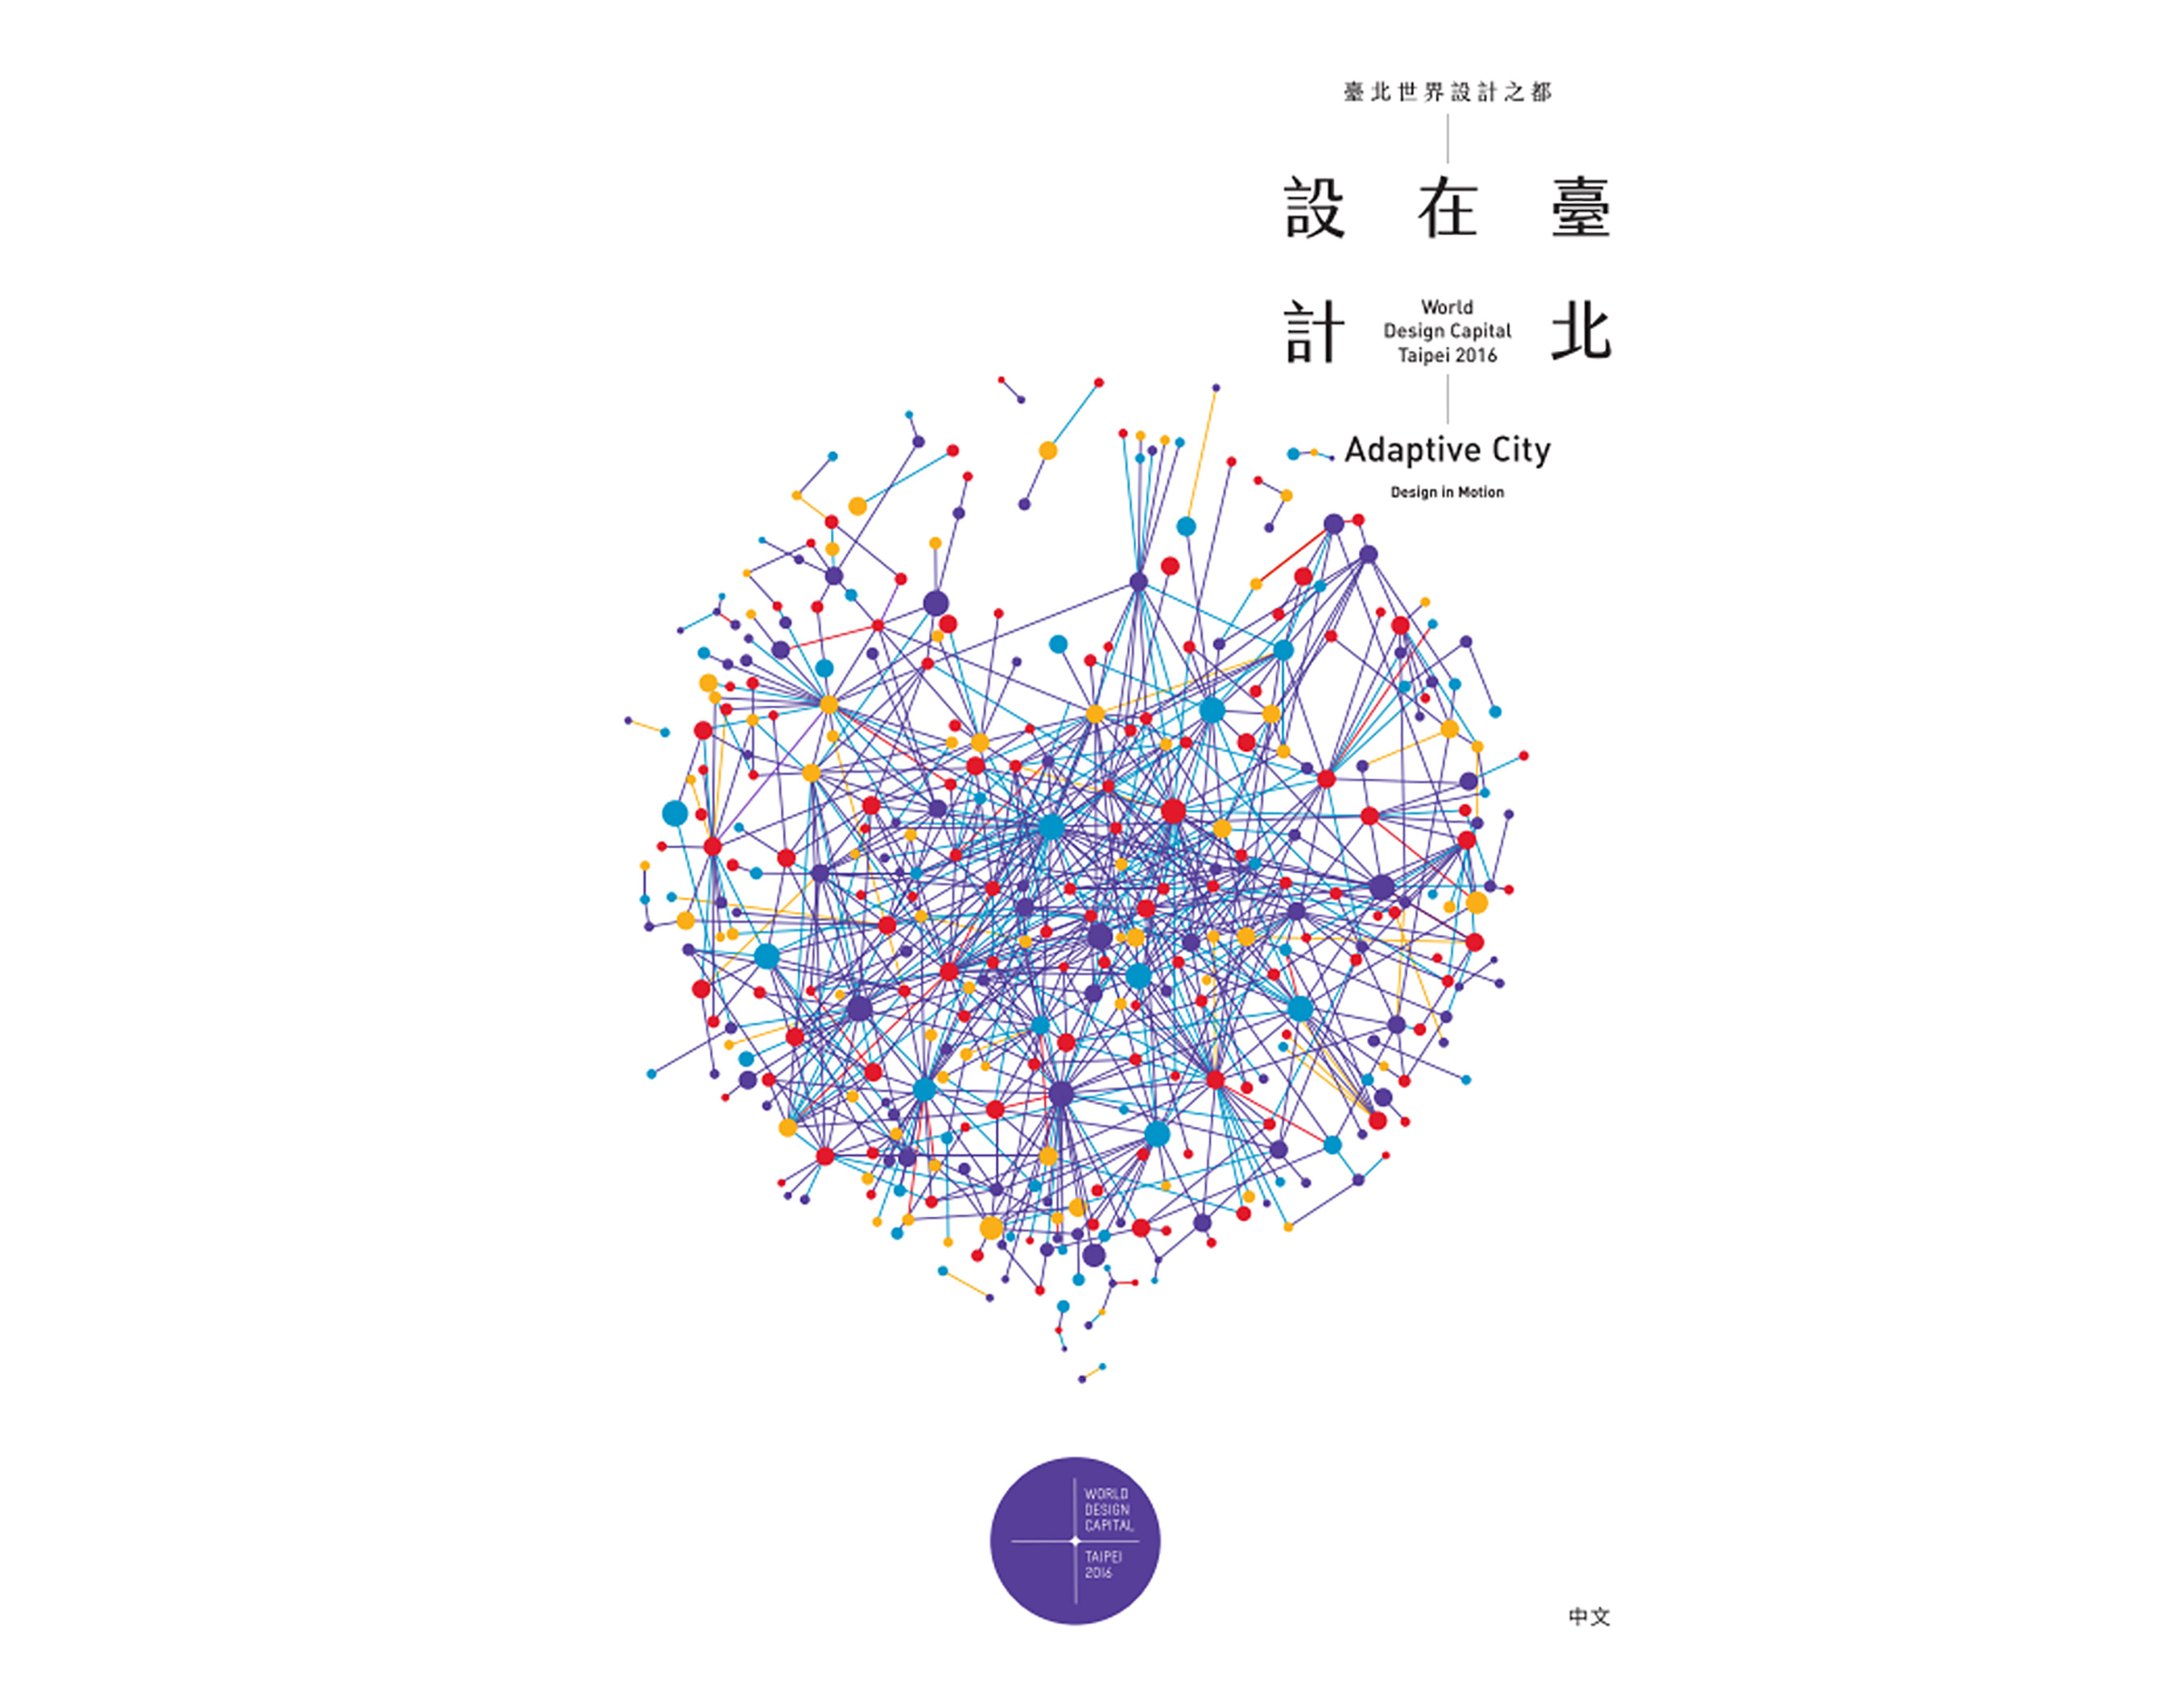 臺北世界設計之都
設 在 臺
計 北
World
Design Capital
Taipei 2016
Adaptive City
Design in Motion
WORLD
DESIGN
CAPITAL
TAIPEI
2016
中文